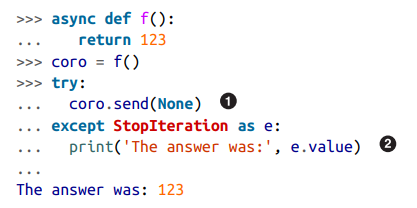 >>> async def f():
...    return 123
>>> coro = f()
>>> try:
...   coro.send(None) ❶
... except StopIteration as e:
...   print('The answer was:', e.value) ❷
...
The answer was: 123